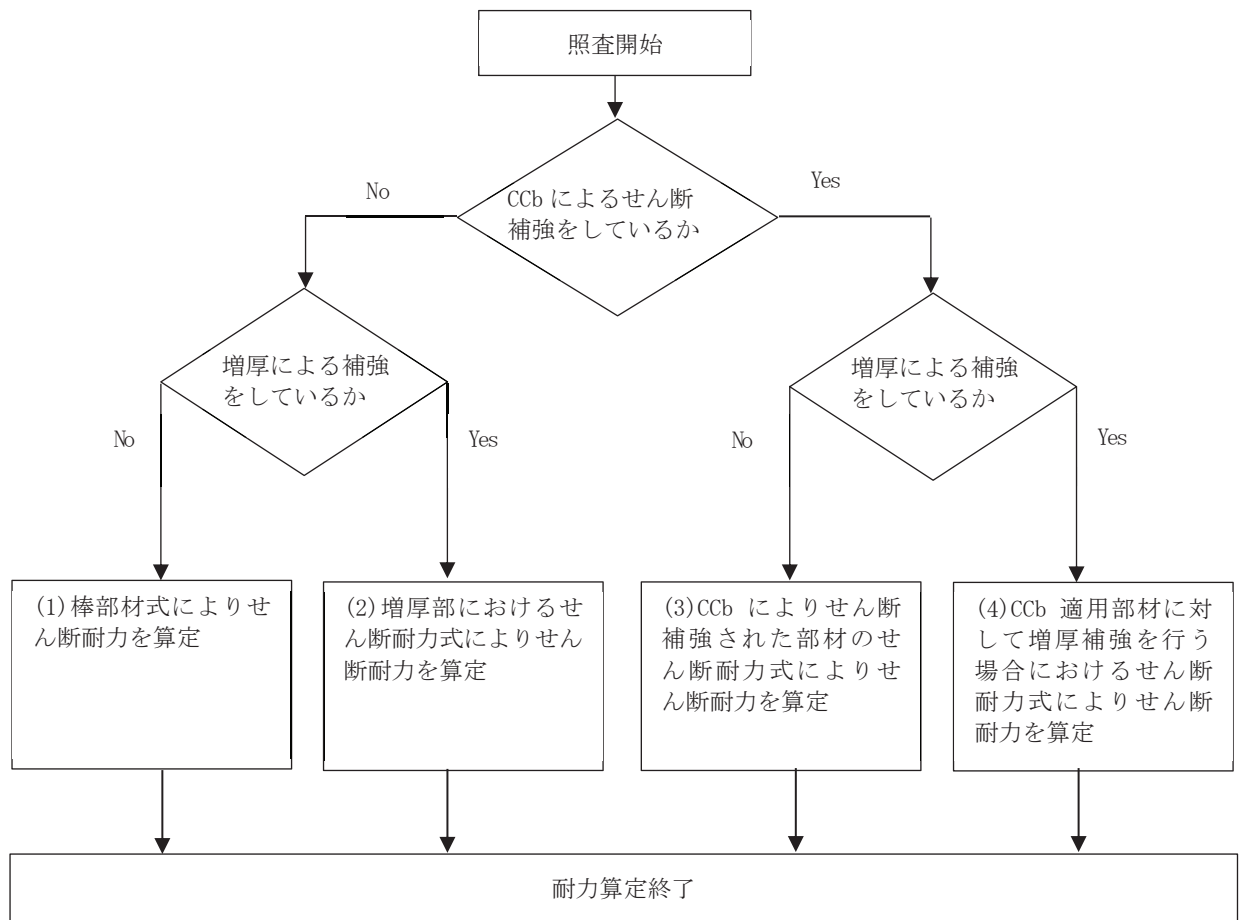 照査開始
No
Yes
CCb によるせん断
補強をしているか
増厚による補強
をしているか
増厚による補強
をしているか
No
Yes
No
Yes
(1)棒部材式によりせ
ん断耐力を算定
(2)増厚部におけるせ
ん断耐力式によりせん
断耐力を算定
(3)CCb によりせん断
補強された部材のせ
ん断耐力式によりせ
ん断耐力を算定
(4)CCb 適用部材に対
して増厚補強を行う
場合におけるせん断
耐力式によりせん断
耐力を算定
耐力算定終了